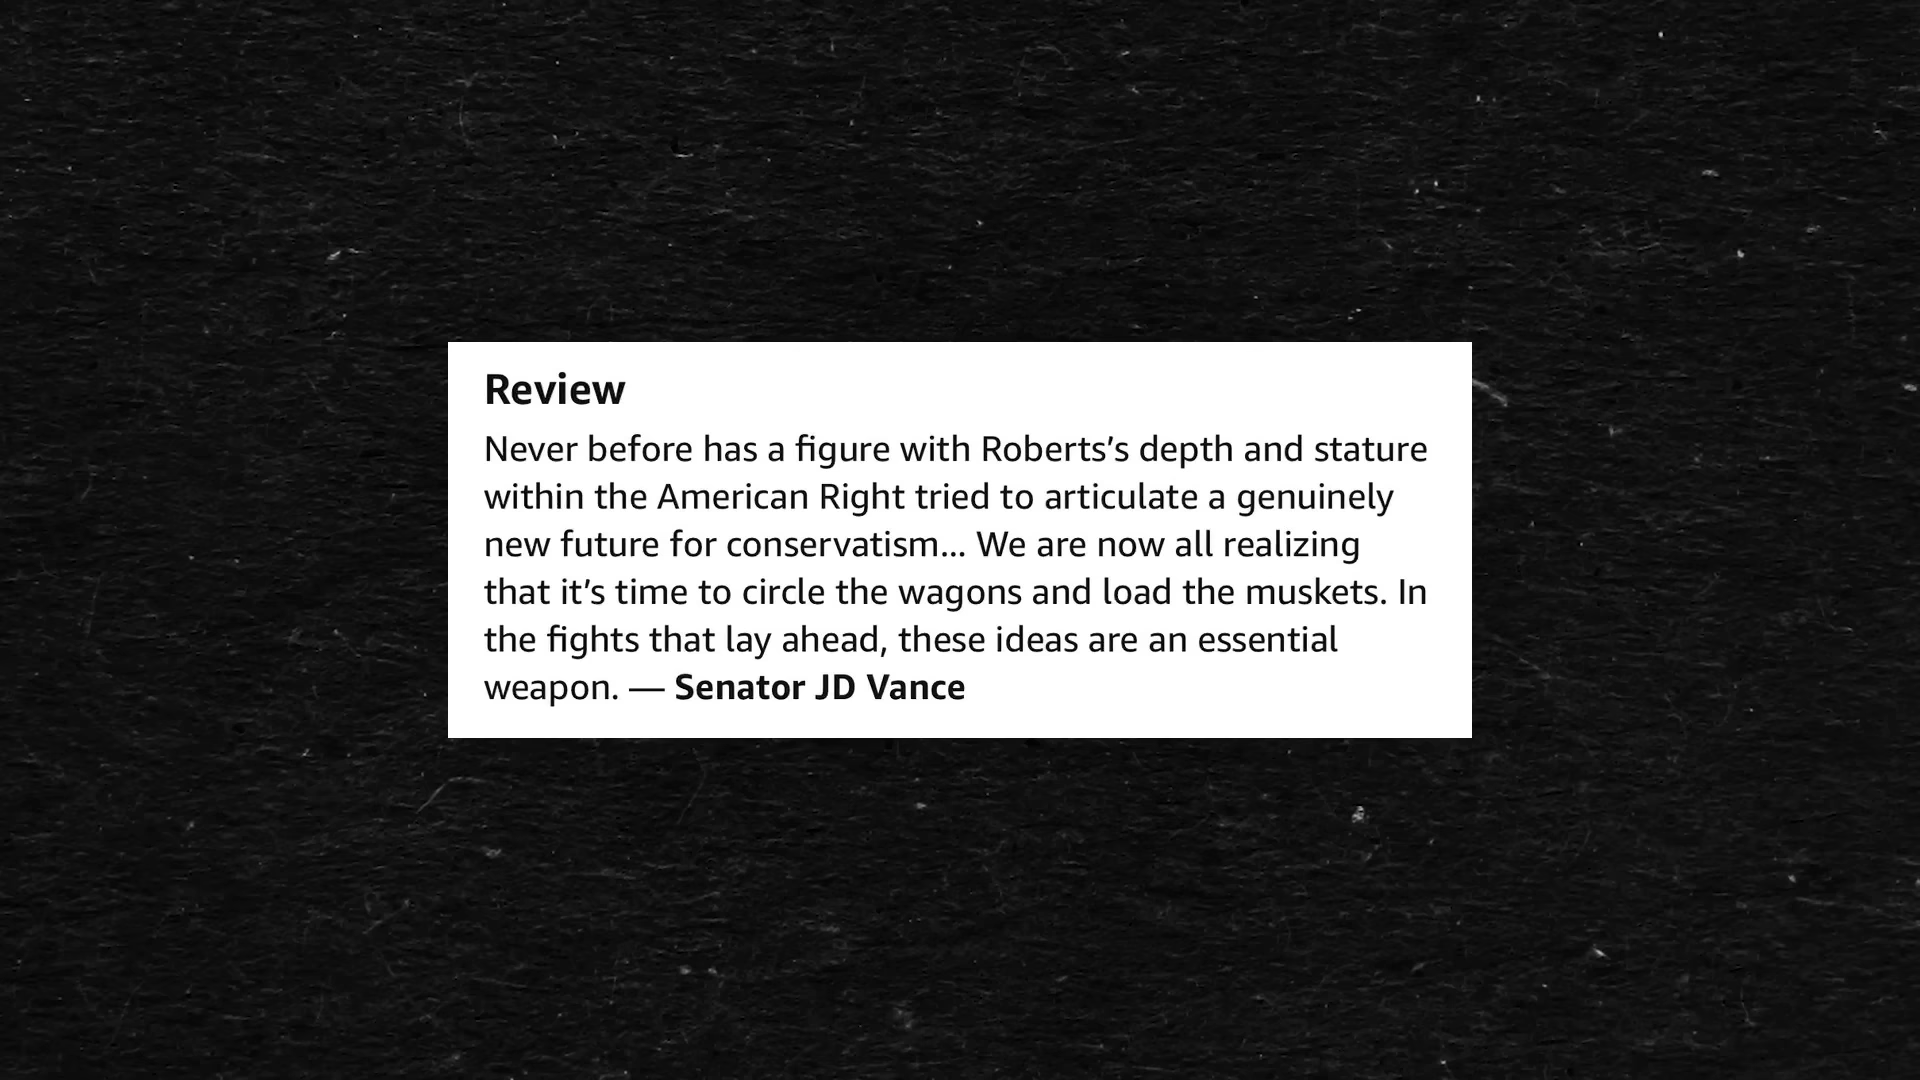 Review
Never before has a figure with Roberts’s depth and stature
within the American Right tried to articulate a genuinely
new future for conservatism... We are now all realizing
that it’s time to circle the wagons and load the muskets. In
the fights that lay ahead, these ideas are an essential
weapon. — Senator JD Vance